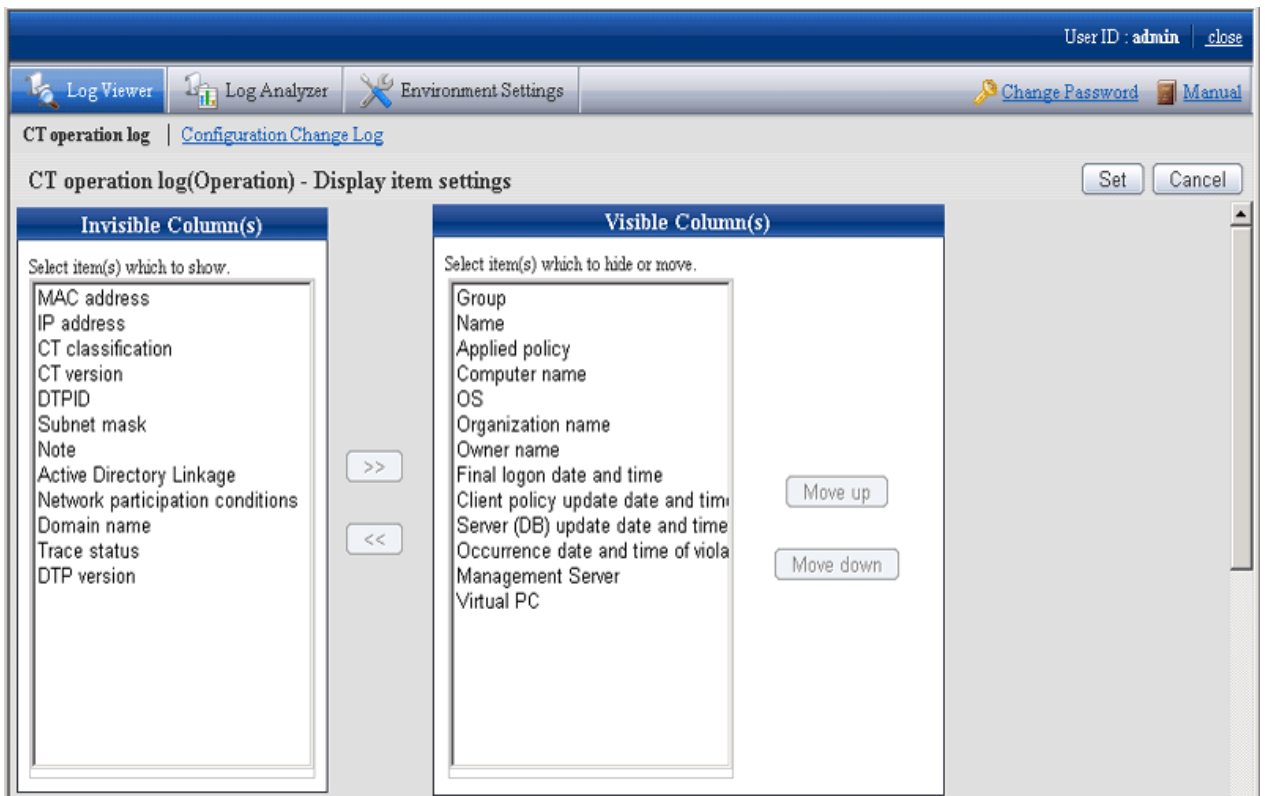 User ID : admin close
Log Viewer Log Analyzer Environment Settings Change Password Manual
CT operation log Configuration Change Log
CT operation log(Operation) - Display item settings Set Cancel
Invisible Column(s)
Select item(s) which to show.
MAC address
IP address
CT classification
CT version
DTPID
Subnet mask
Note
Active Directory Linkage
Network participation conditions
Domain name
Trace status
DTP version
>>
<<
Visible Column(s)
Select item(s) which to hide or move.
Group
Name
Applied policy
Computer name
OS
Organization name
Owner name
Final logon date and time
Client policy update date and tim
Server (DB) update date and time
Occurrence date and time of viola
Management Server
Virtual PC
Move up
Move down